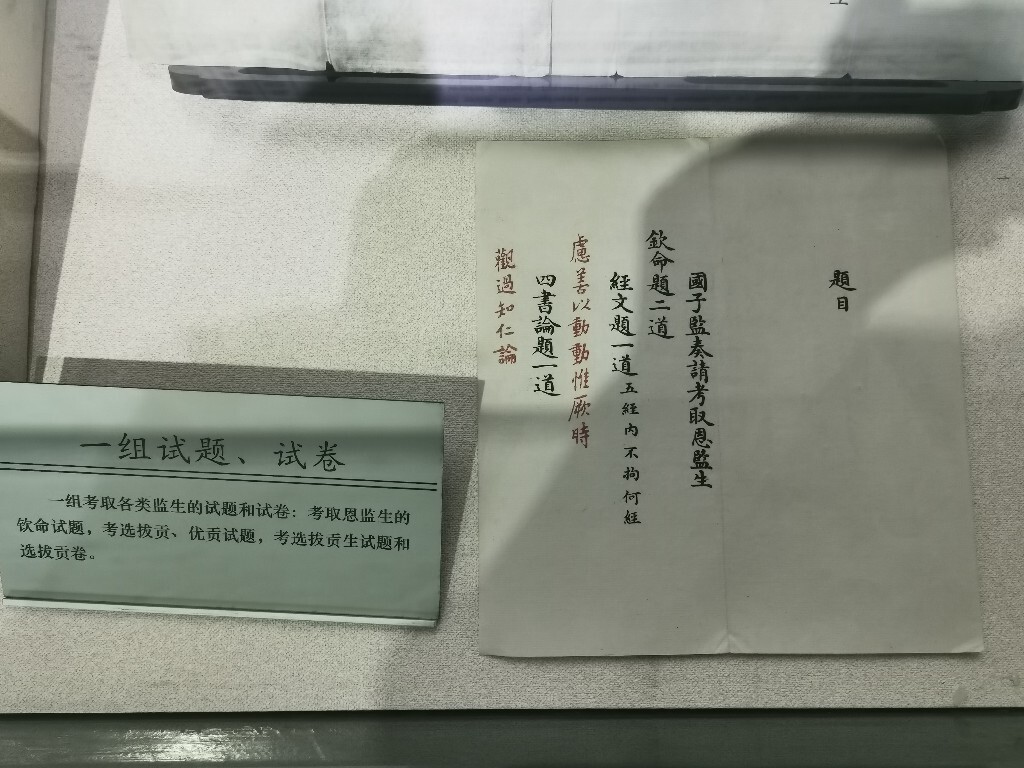 題目
國子監奏請考取恩監生
欽命題二道
經文題一道 五經內不拘何經
慮善以動動惟厥時
四書論題一道
觀過知仁論
一组试题、试卷
一组考取各类监生的试题和试卷：考取恩监生的
钦命试题，考选拔贡、优贡试题，考选拔贡生试题和
选拔贡卷。